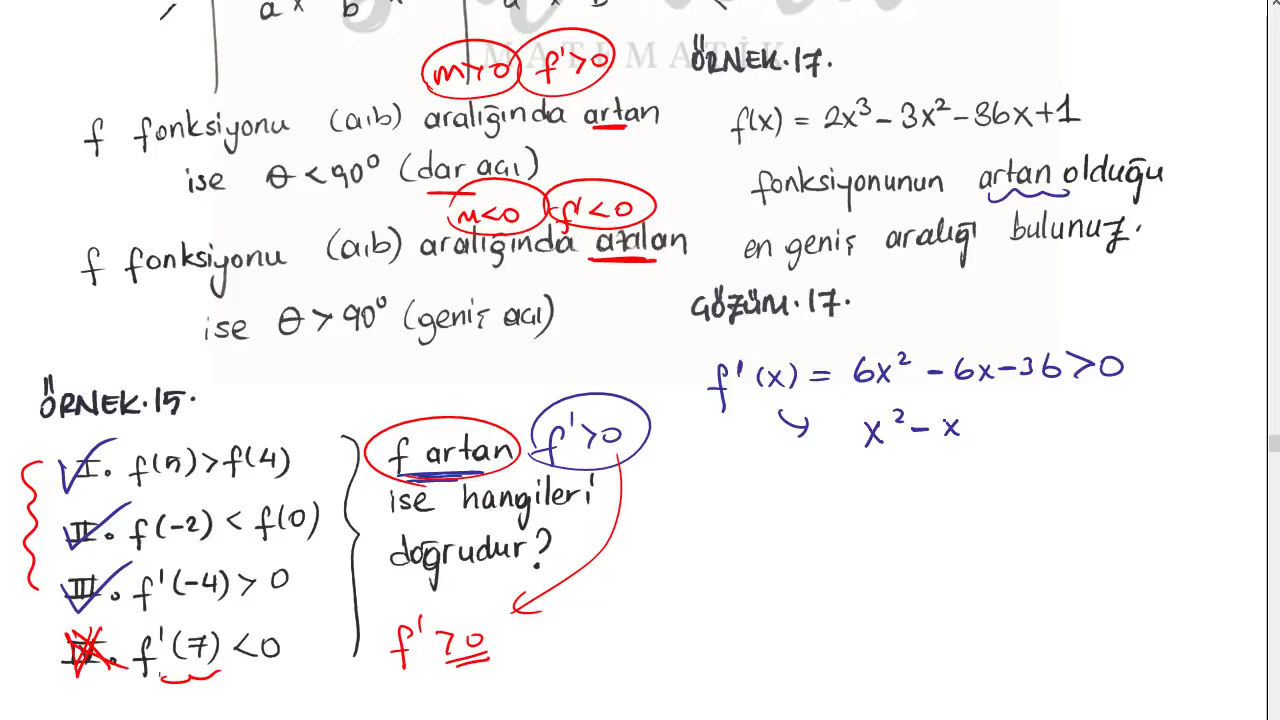 m>0 f'>0
f fonksiyonu (a,b) aralığında artan
ise θ < 90° (dar açı)
m<0 f'<0
f fonksiyonu (a,b) aralığında azalan
ise θ > 90° (geniş açı)
ÖRNEK.15.
I. f(5) > f(4)
II. f(-2) < f(0)
III. f'(-4) > 0
f'(7) < 0
f artan f'>0
ise hangileri
doğrudur?
f'>0
MATEMATİK
ÖRNEK.17.
f(x) = 2x³ - 3x² - 36x + 1
fonksiyonunun artan olduğu
en geniş aralığı bulunuz.
ÇÖZÜM.17.
f'(x) = 6x² - 6x - 36 > 0
x² - x